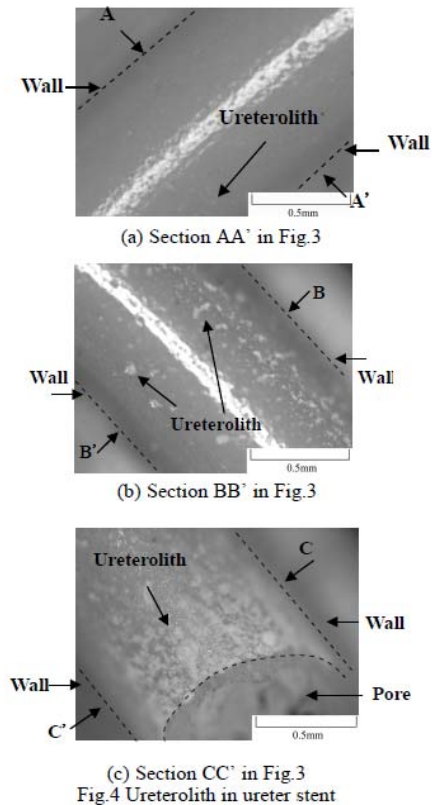 A
Wall
Ureterolith
Wall
A'
0.5mm
(a) Section AA' in Fig.3
B
Wall
Wall
Ureterolith
B'
0.5mm
(b) Section BB' in Fig.3
Ureterolith
C
Wall
Wall
Pore
C'
0.5mm
(c) Section CC' in Fig.3
Fig.4 Ureterolith in ureter stent